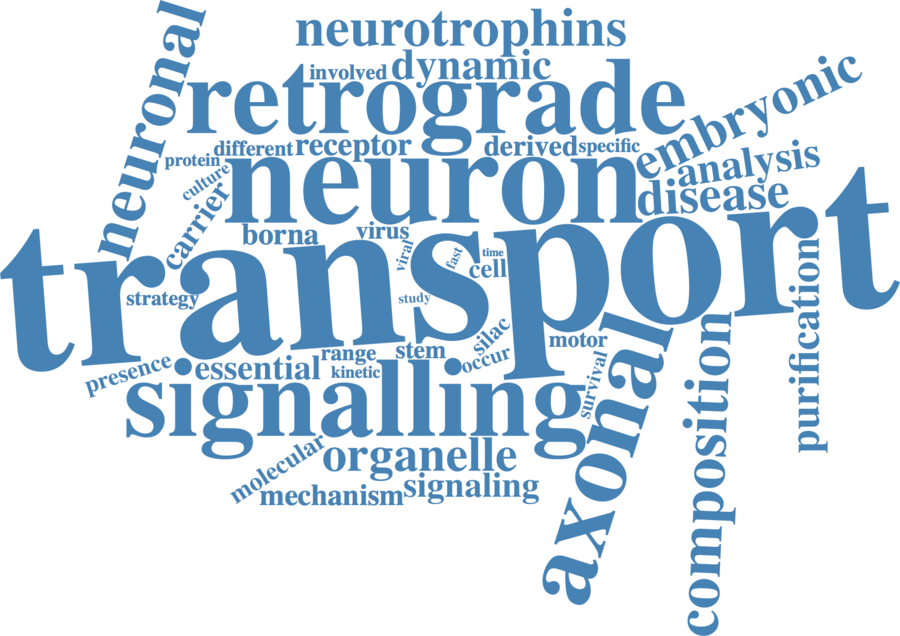 neurotrophins
neuronal
involved
dynamic
retrograde
embryonic
different
receptor
derived
specific
protein
analysis
culture
neuron
disease
carrier
transport
borna
virus
viral
fast
time
cell
strategy
study
purification
silac
motor
presence
essential
range
kinetic
stem
occur
survival
signalling
axonal
composition
molecular
organelle
mechanism
signaling